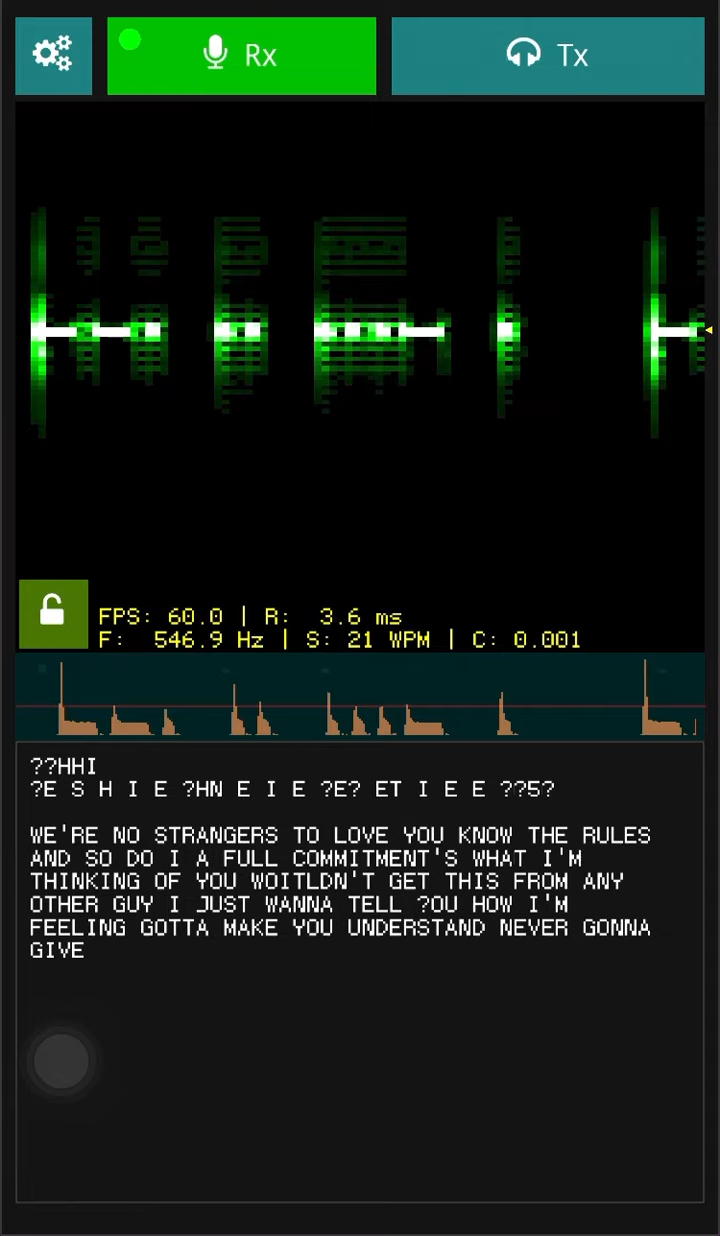 Rx Tx
FPS: 60.0 | R: 3.6 ms
F: 546.9 Hz | S: 21 WPM | C: 0.001
??HHI
?E S H I E ?HN E I E ?E? ET I E E ??5?
WE'RE NO STRANGERS TO LOVE YOU KNOW THE RULES
AND SO DO I A FULL COMMITMENT'S WHAT I'M
THINKING OF YOU WOITLDN'T GET THIS FROM ANY
OTHER GUY I JUST WANNA TELL ?OU HOW I'M
FEELING GOTTA MAKE YOU UNDERSTAND NEVER GONNA
GIVE